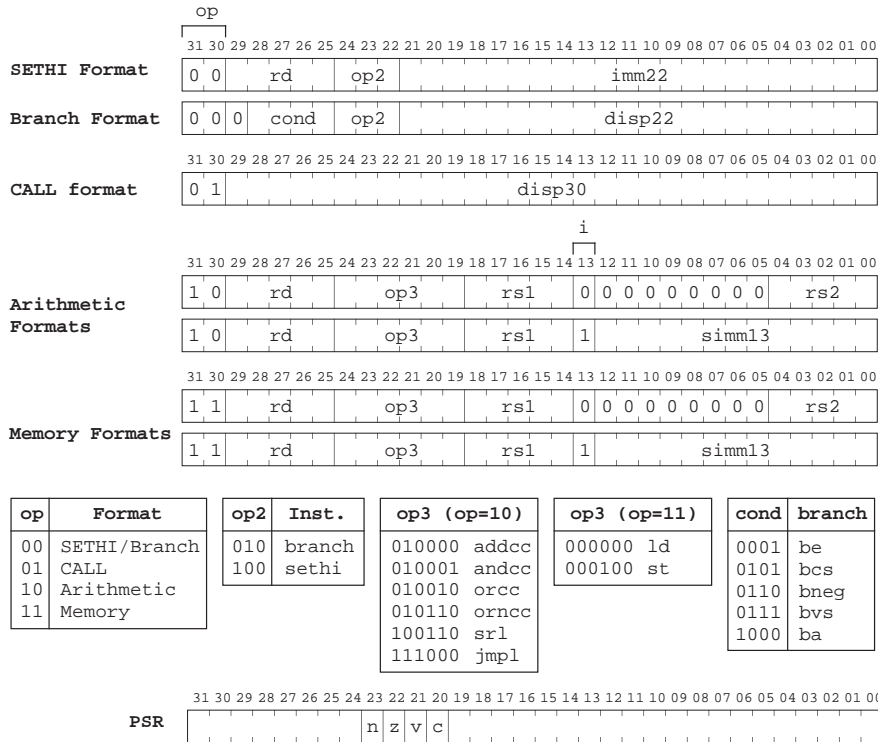 op
31 30 29 28 27 26 25 24 23 22 21 20 19 18 17 16 15 14 13 12 11 10 09 08 07 06 05 04 03 02 01 00
SETHI Format 0 0 rd op2 imm22
Branch Format 0 0 0 cond op2 disp22
31 30 29 28 27 26 25 24 23 22 21 20 19 18 17 16 15 14 13 12 11 10 09 08 07 06 05 04 03 02 01 00
CALL format 0 1 disp30
i
31 30 29 28 27 26 25 24 23 22 21 20 19 18 17 16 15 14 13 12 11 10 09 08 07 06 05 04 03 02 01 00
Arithmetic Formats
1 0 rd op3 rs1 0 0 0 0 0 0 0 0 0 rs2
1 0 rd op3 rs1 1 simm13
31 30 29 28 27 26 25 24 23 22 21 20 19 18 17 16 15 14 13 12 11 10 09 08 07 06 05 04 03 02 01 00
Memory Formats
1 1 rd op3 rs1 0 0 0 0 0 0 0 0 0 rs2
1 1 rd op3 rs1 1 simm13
op Format
00 SETHI/Branch
01 CALL
10 Arithmetic
11 Memory
op2 Inst.
010 branch
100 sethi
op3 (op=10)
010000 addcc
010001 andcc
010010 orcc
010110 orncc
100110 srl
111000 jmpl
op3 (op=11)
000000 ld
000100 st
cond branch
0001 be
0101 bcs
0110 bneg
0111 bvs
1000 ba
31 30 29 28 27 26 25 24 23 22 21 20 19 18 17 16 15 14 13 12 11 10 09 08 07 06 05 04 03 02 01 00
PSR n z v c